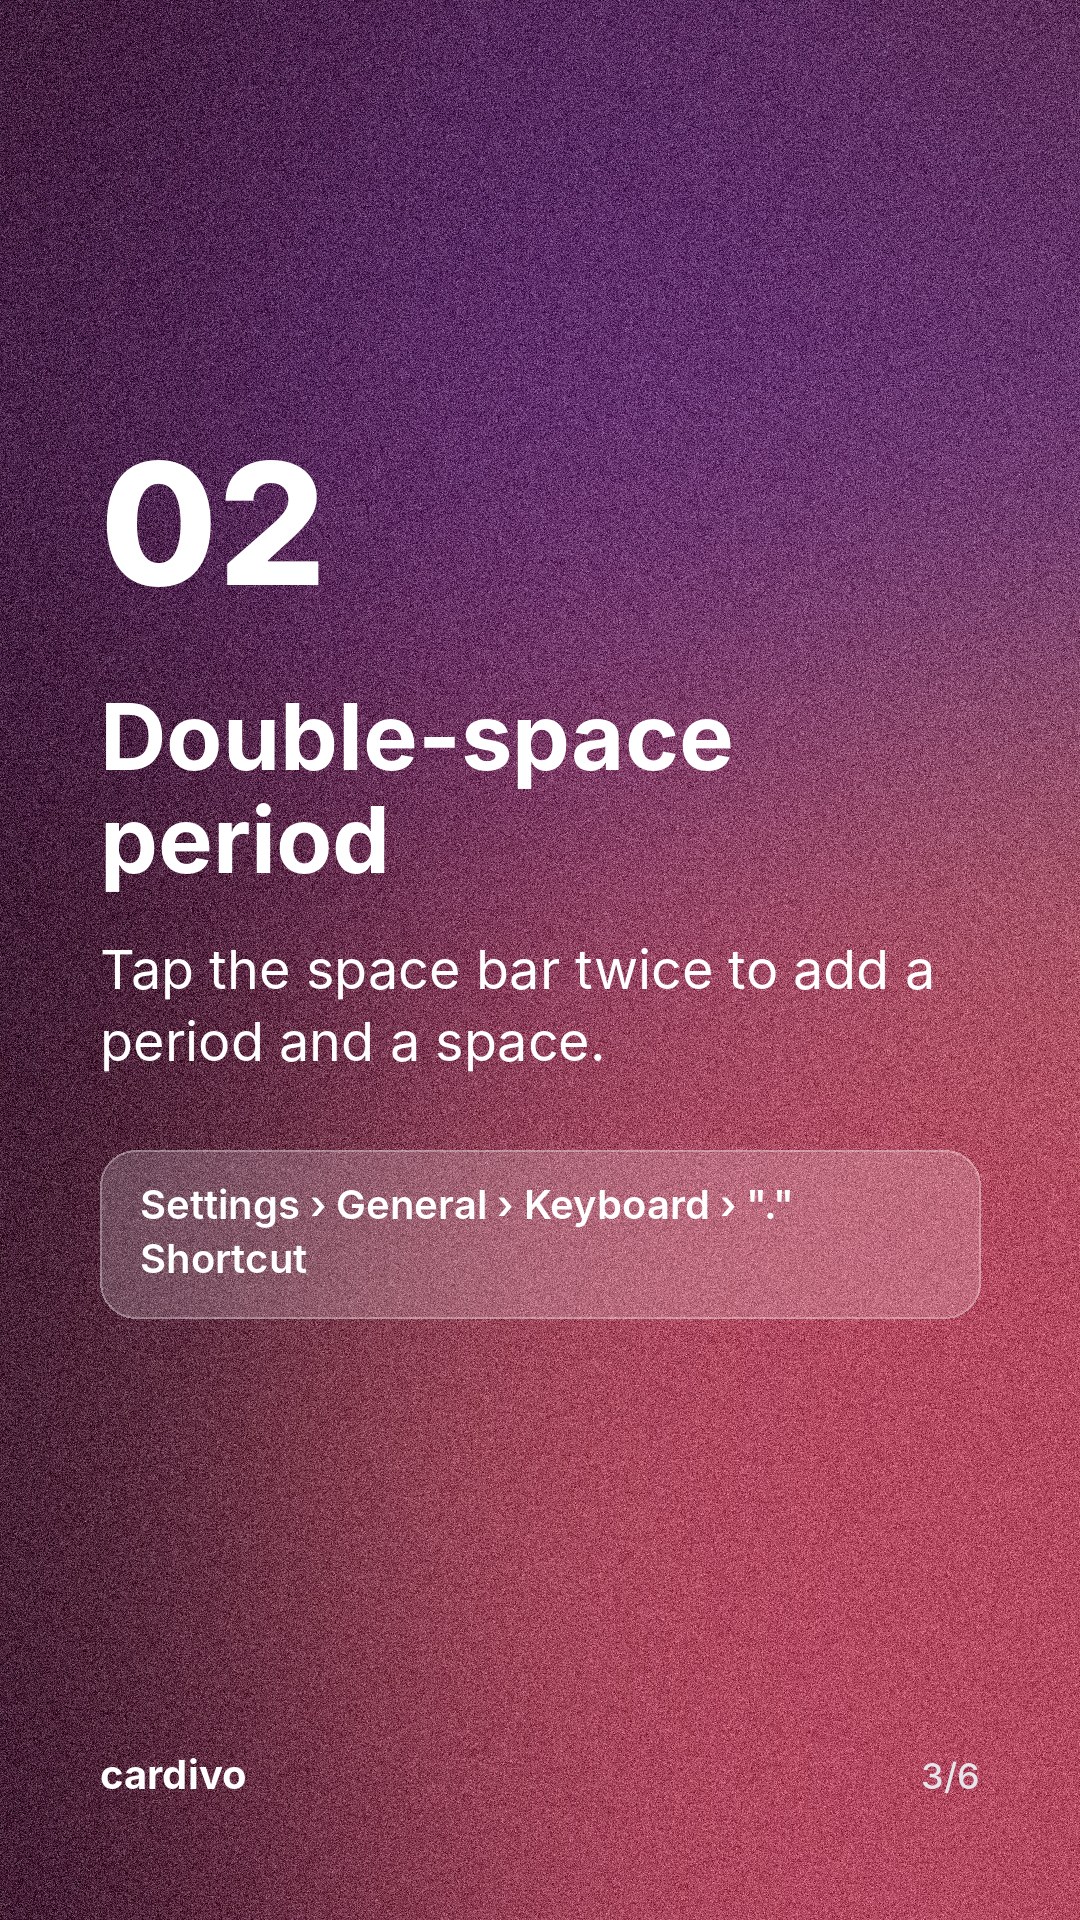 02
Double-space
period
Tap the space bar twice to add a
period and a space.
Settings › General › Keyboard › "."
Shortcut
cardivo
3/6